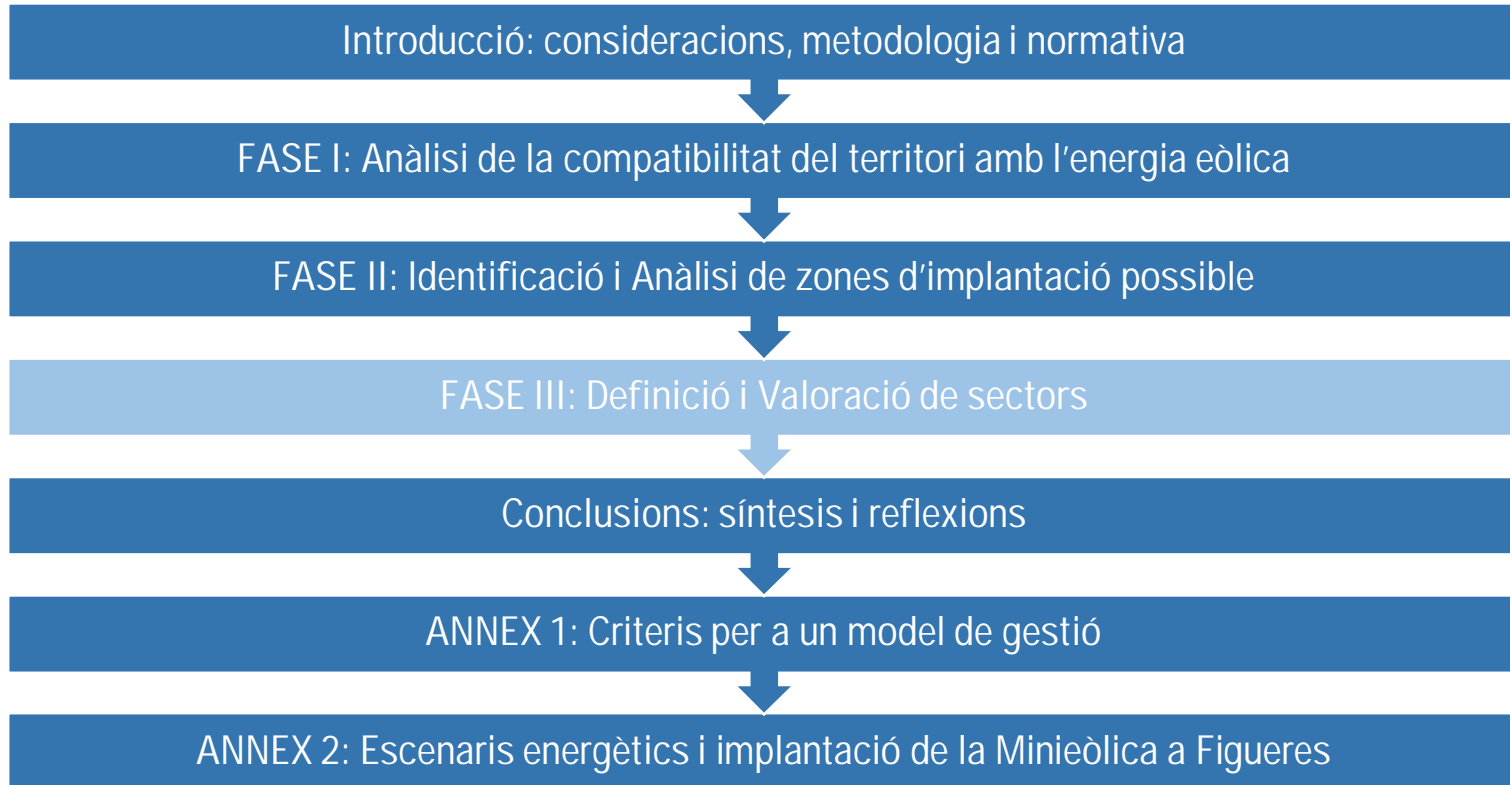 Introducció: consideracions, metodologia i normativa
FASE I: Anàlisi de la compatibilitat del territori amb l'energia eòlica
FASE II: Identificació i Anàlisi de zones d'implantació possible
FASE III: Definició i Valoració de sectors
Conclusions: síntesis i reflexions
ANNEX 1: Criteris per a un model de gestió
ANNEX 2: Escenaris energètics i implantació de la Minieòlica a Figueres